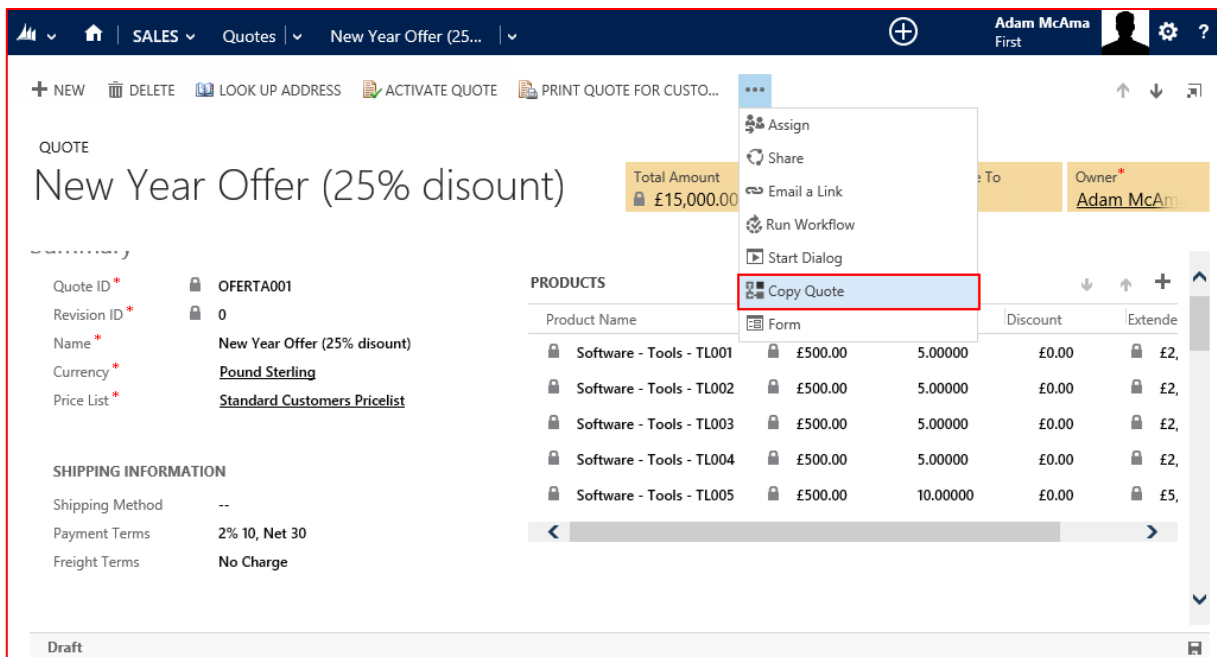 SALES Quotes New Year Offer (25... Adam McAma
First
?
NEW DELETE LOOK UP ADDRESS ACTIVATE QUOTE PRINT QUOTE FOR CUSTO... •••
Assign
Share
Email a Link
Run Workflow
Start Dialog
Copy Quote
Form
QUOTE
New Year Offer (25% disount)
Total Amount
£15,000.00
To
Owner*
Adam McAm
Summary
Quote ID* OFERTA001
Revision ID* 0
Name* New Year Offer (25% disount)
Currency* Pound Sterling
Price List* Standard Customers Pricelist
SHIPPING INFORMATION
Shipping Method --
Payment Terms 2% 10, Net 30
Freight Terms No Charge
PRODUCTS
Product Name Discount Extende
Software - Tools - TL001 £500.00 5.00000 £0.00 £2,
Software - Tools - TL002 £500.00 5.00000 £0.00 £2,
Software - Tools - TL003 £500.00 5.00000 £0.00 £2,
Software - Tools - TL004 £500.00 5.00000 £0.00 £2,
Software - Tools - TL005 £500.00 10.00000 £0.00 £5,
Draft